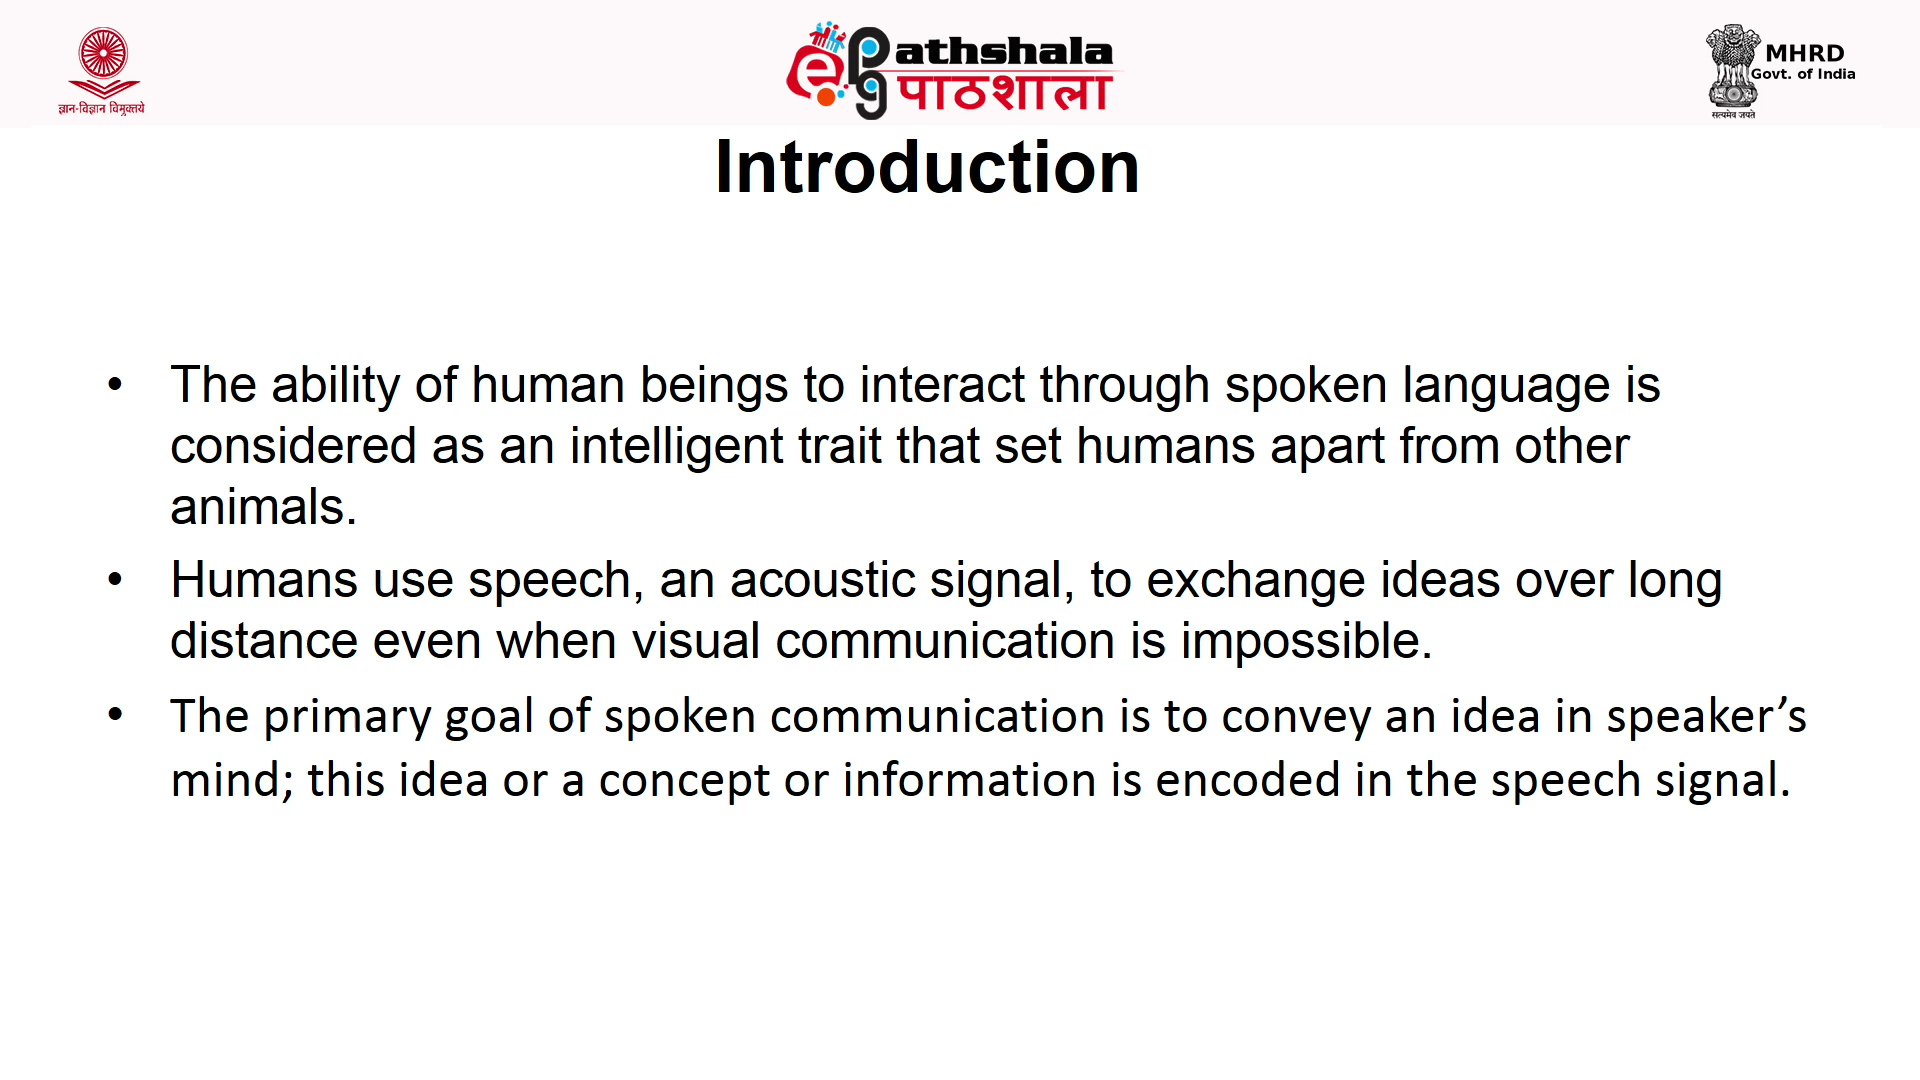 ज्ञान-विज्ञान विमुक्तये
e pg athshala
पाठशाला
MHRD
Govt. of India
सत्यमेव जयते
Introduction
• The ability of human beings to interact through spoken language is
considered as an intelligent trait that set humans apart from other
animals.
• Humans use speech, an acoustic signal, to exchange ideas over long
distance even when visual communication is impossible.
• The primary goal of spoken communication is to convey an idea in speaker’s
mind; this idea or a concept or information is encoded in the speech signal.